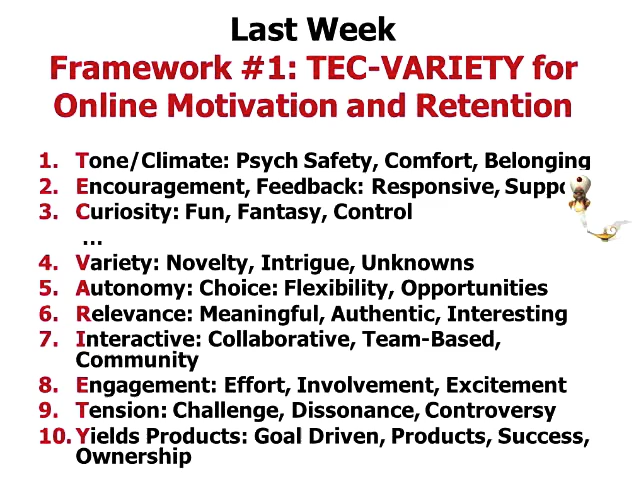 Last Week
Framework #1: TEC-VARIETY for
Online Motivation and Retention
1. Tone/Climate: Psych Safety, Comfort, Belonging
2. Encouragement, Feedback: Responsive,
3. Curiosity: Fun, Fantasy, Control
…
4. Variety: Novelty, Intrigue, Unknowns
5. Autonomy: Choice: Flexibility, Opportunities
6. Relevance: Meaningful, Authentic, Interesting
7. Interactive: Collaborative, Team-Based,
Community
8. Engagement: Effort, Involvement, Excitement
9. Tension: Challenge, Dissonance, Controversy
10. Yields Products: Goal Driven, Products, Success,
Ownership